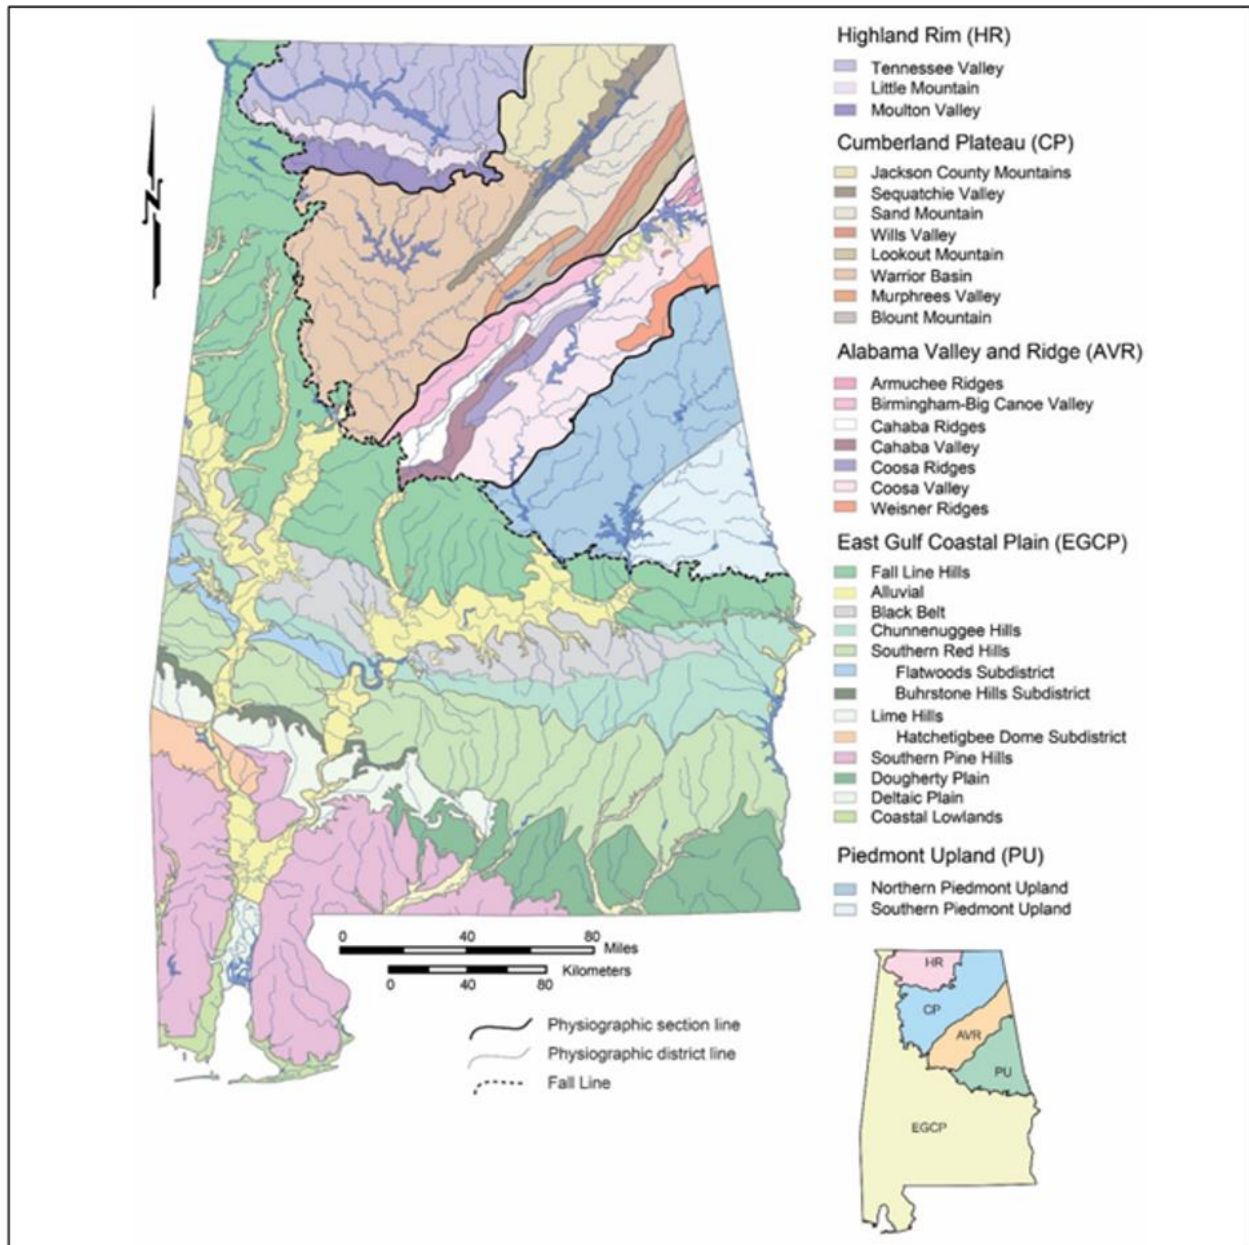 Highland Rim (HR)
Tennessee Valley
Little Mountain
Moulton Valley
Cumberland Plateau (CP)
Jackson County Mountains
Sequatchie Valley
Sand Mountain
Wills Valley
Lookout Mountain
Warrior Basin
Murphrees Valley
Blount Mountain
Alabama Valley and Ridge (AVR)
Armuchee Ridges
Birmingham-Big Canoe Valley
Cahaba Ridges
Cahaba Valley
Coosa Ridges
Coosa Valley
Weisner Ridges
East Gulf Coastal Plain (EGCP)
Fall Line Hills
Alluvial
Black Belt
Chunnenuggee Hills
Southern Red Hills
Flatwoods Subdistrict
Buhrstone Hills Subdistrict
Lime Hills
Hatchetigbee Dome Subdistrict
Southern Pine Hills
Dougherty Plain
Deltaic Plain
Coastal Lowlands
Piedmont Upland (PU)
Northern Piedmont Upland
Southern Piedmont Upland
N
0 40 80
Miles
Kilometers
0 40 80
Physiographic section line
Physiographic district line
Fall Line
HR
CP
AVR
PU
EGCP